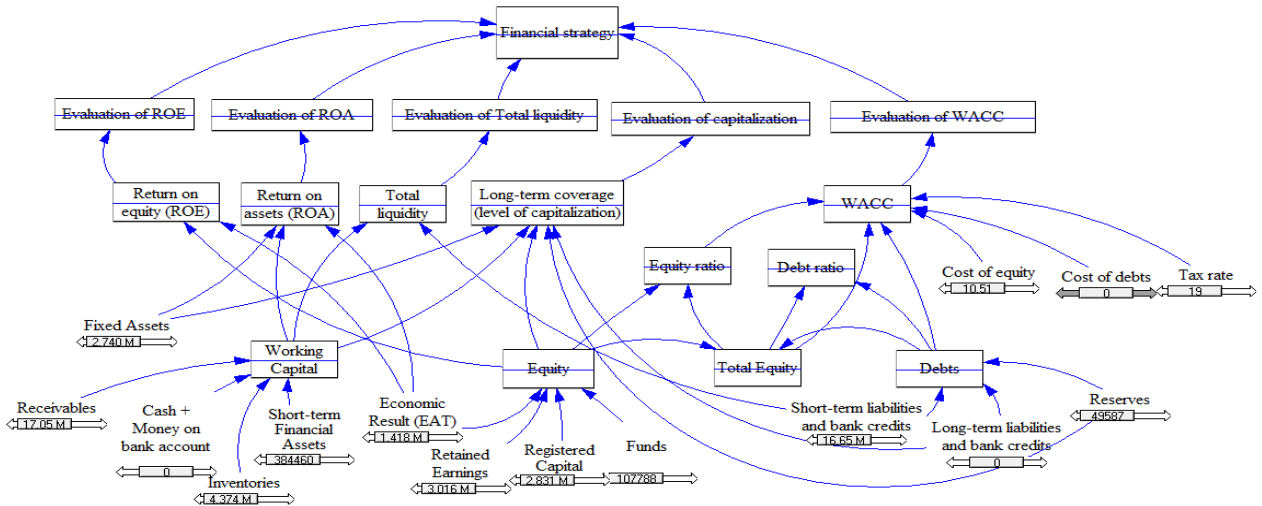 Financial strategy
Evaluation of ROE
Evaluation of ROA
Evaluation of Total liquidity
Evaluation of capitalization
Evaluation of WACC
Return on
equity (ROE)
Return on
assets (ROA)
Total
liquidity
Long-term coverage
(level of capitalization)
WACC
Equity ratio
Debt ratio
Cost of equity
10.51
Cost of debts
0
Tax rate
19
Fixed Assets
2.740 M
Working
Capital
Equity
Total Equity
Debts
Receivables
17.05 M
Cash +
Money on
bank account
0
Inventories
4.374 M
Short-term
Financial
Assets
384460
Economic
Result (EAT)
1.418 M
Retained
Earnings
3.016 M
Registered
Capital
2.831 M
Funds
107788
Short-term liabilities
and bank credits
16.65 M
Long-term liabilities
and bank credits
0
Reserves
49587